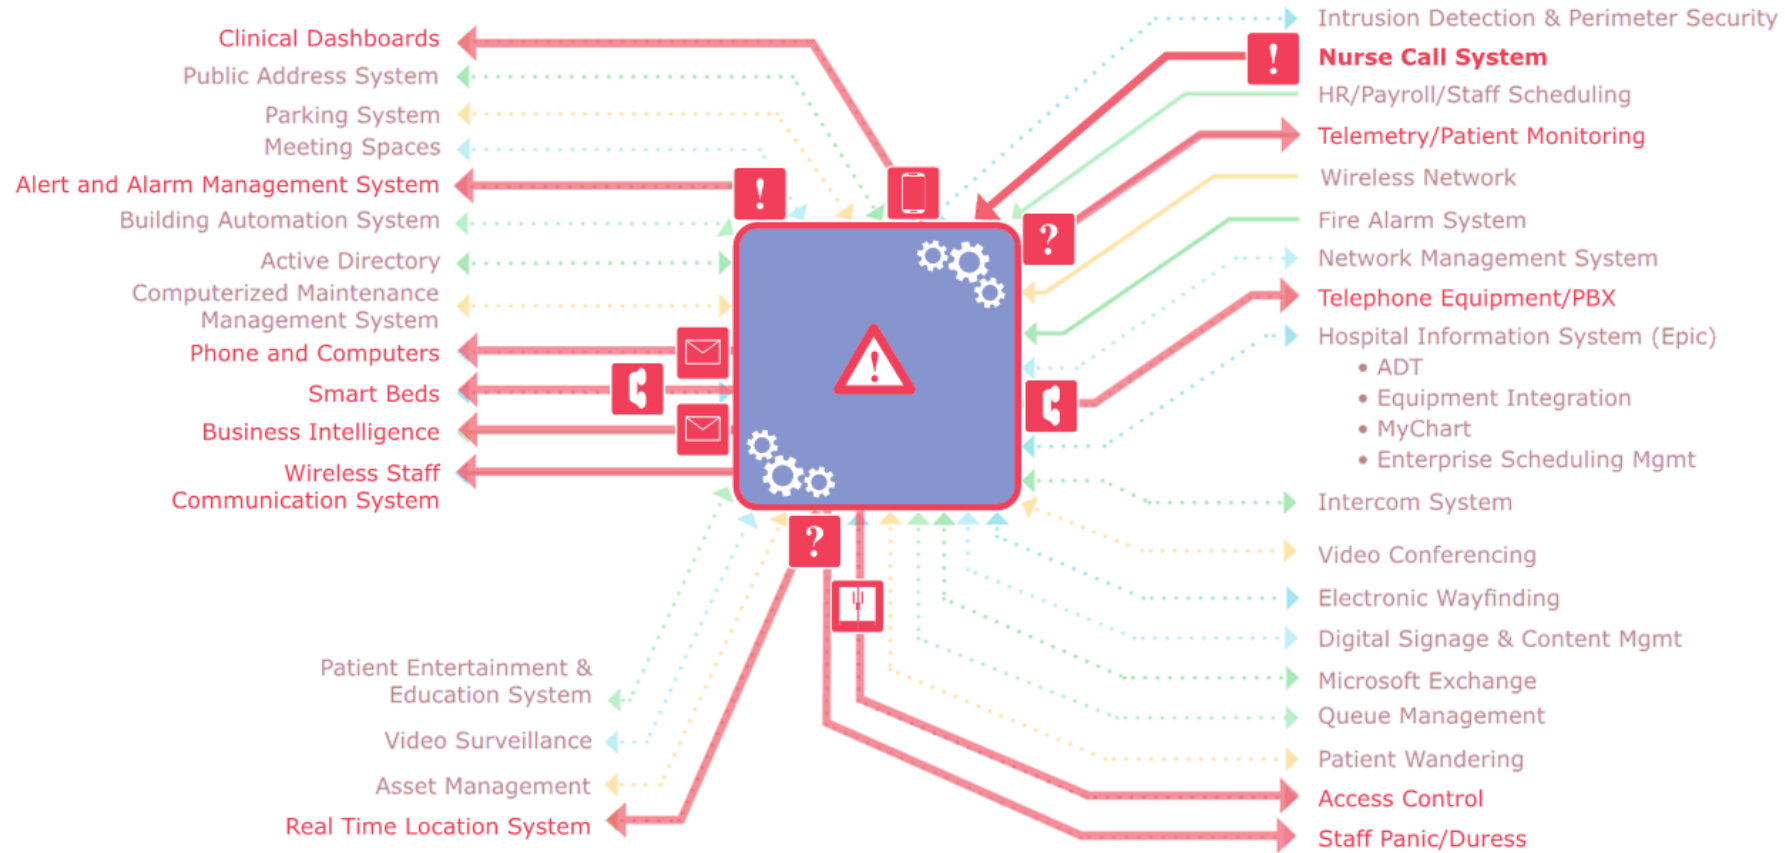 Clinical Dashboards
Public Address System
Parking System
Meeting Spaces
Alert and Alarm Management System
Building Automation System
Active Directory
Computerized Maintenance
Management System
Phone and Computers
Smart Beds
Business Intelligence
Wireless Staff
Communication System
Patient Entertainment &
Education System
Video Surveillance
Asset Management
Real Time Location System
!
!
?
!
?
Intrusion Detection & Perimeter Security
Nurse Call System
HR/Payroll/Staff Scheduling
Telemetry/Patient Monitoring
Wireless Network
Fire Alarm System
Network Management System
Telephone Equipment/PBX
Hospital Information System (Epic)
• ADT
• Equipment Integration
• MyChart
• Enterprise Scheduling Mgmt
Intercom System
Video Conferencing
Electronic Wayfinding
Digital Signage & Content Mgmt
Microsoft Exchange
Queue Management
Patient Wandering
Access Control
Staff Panic/Duress